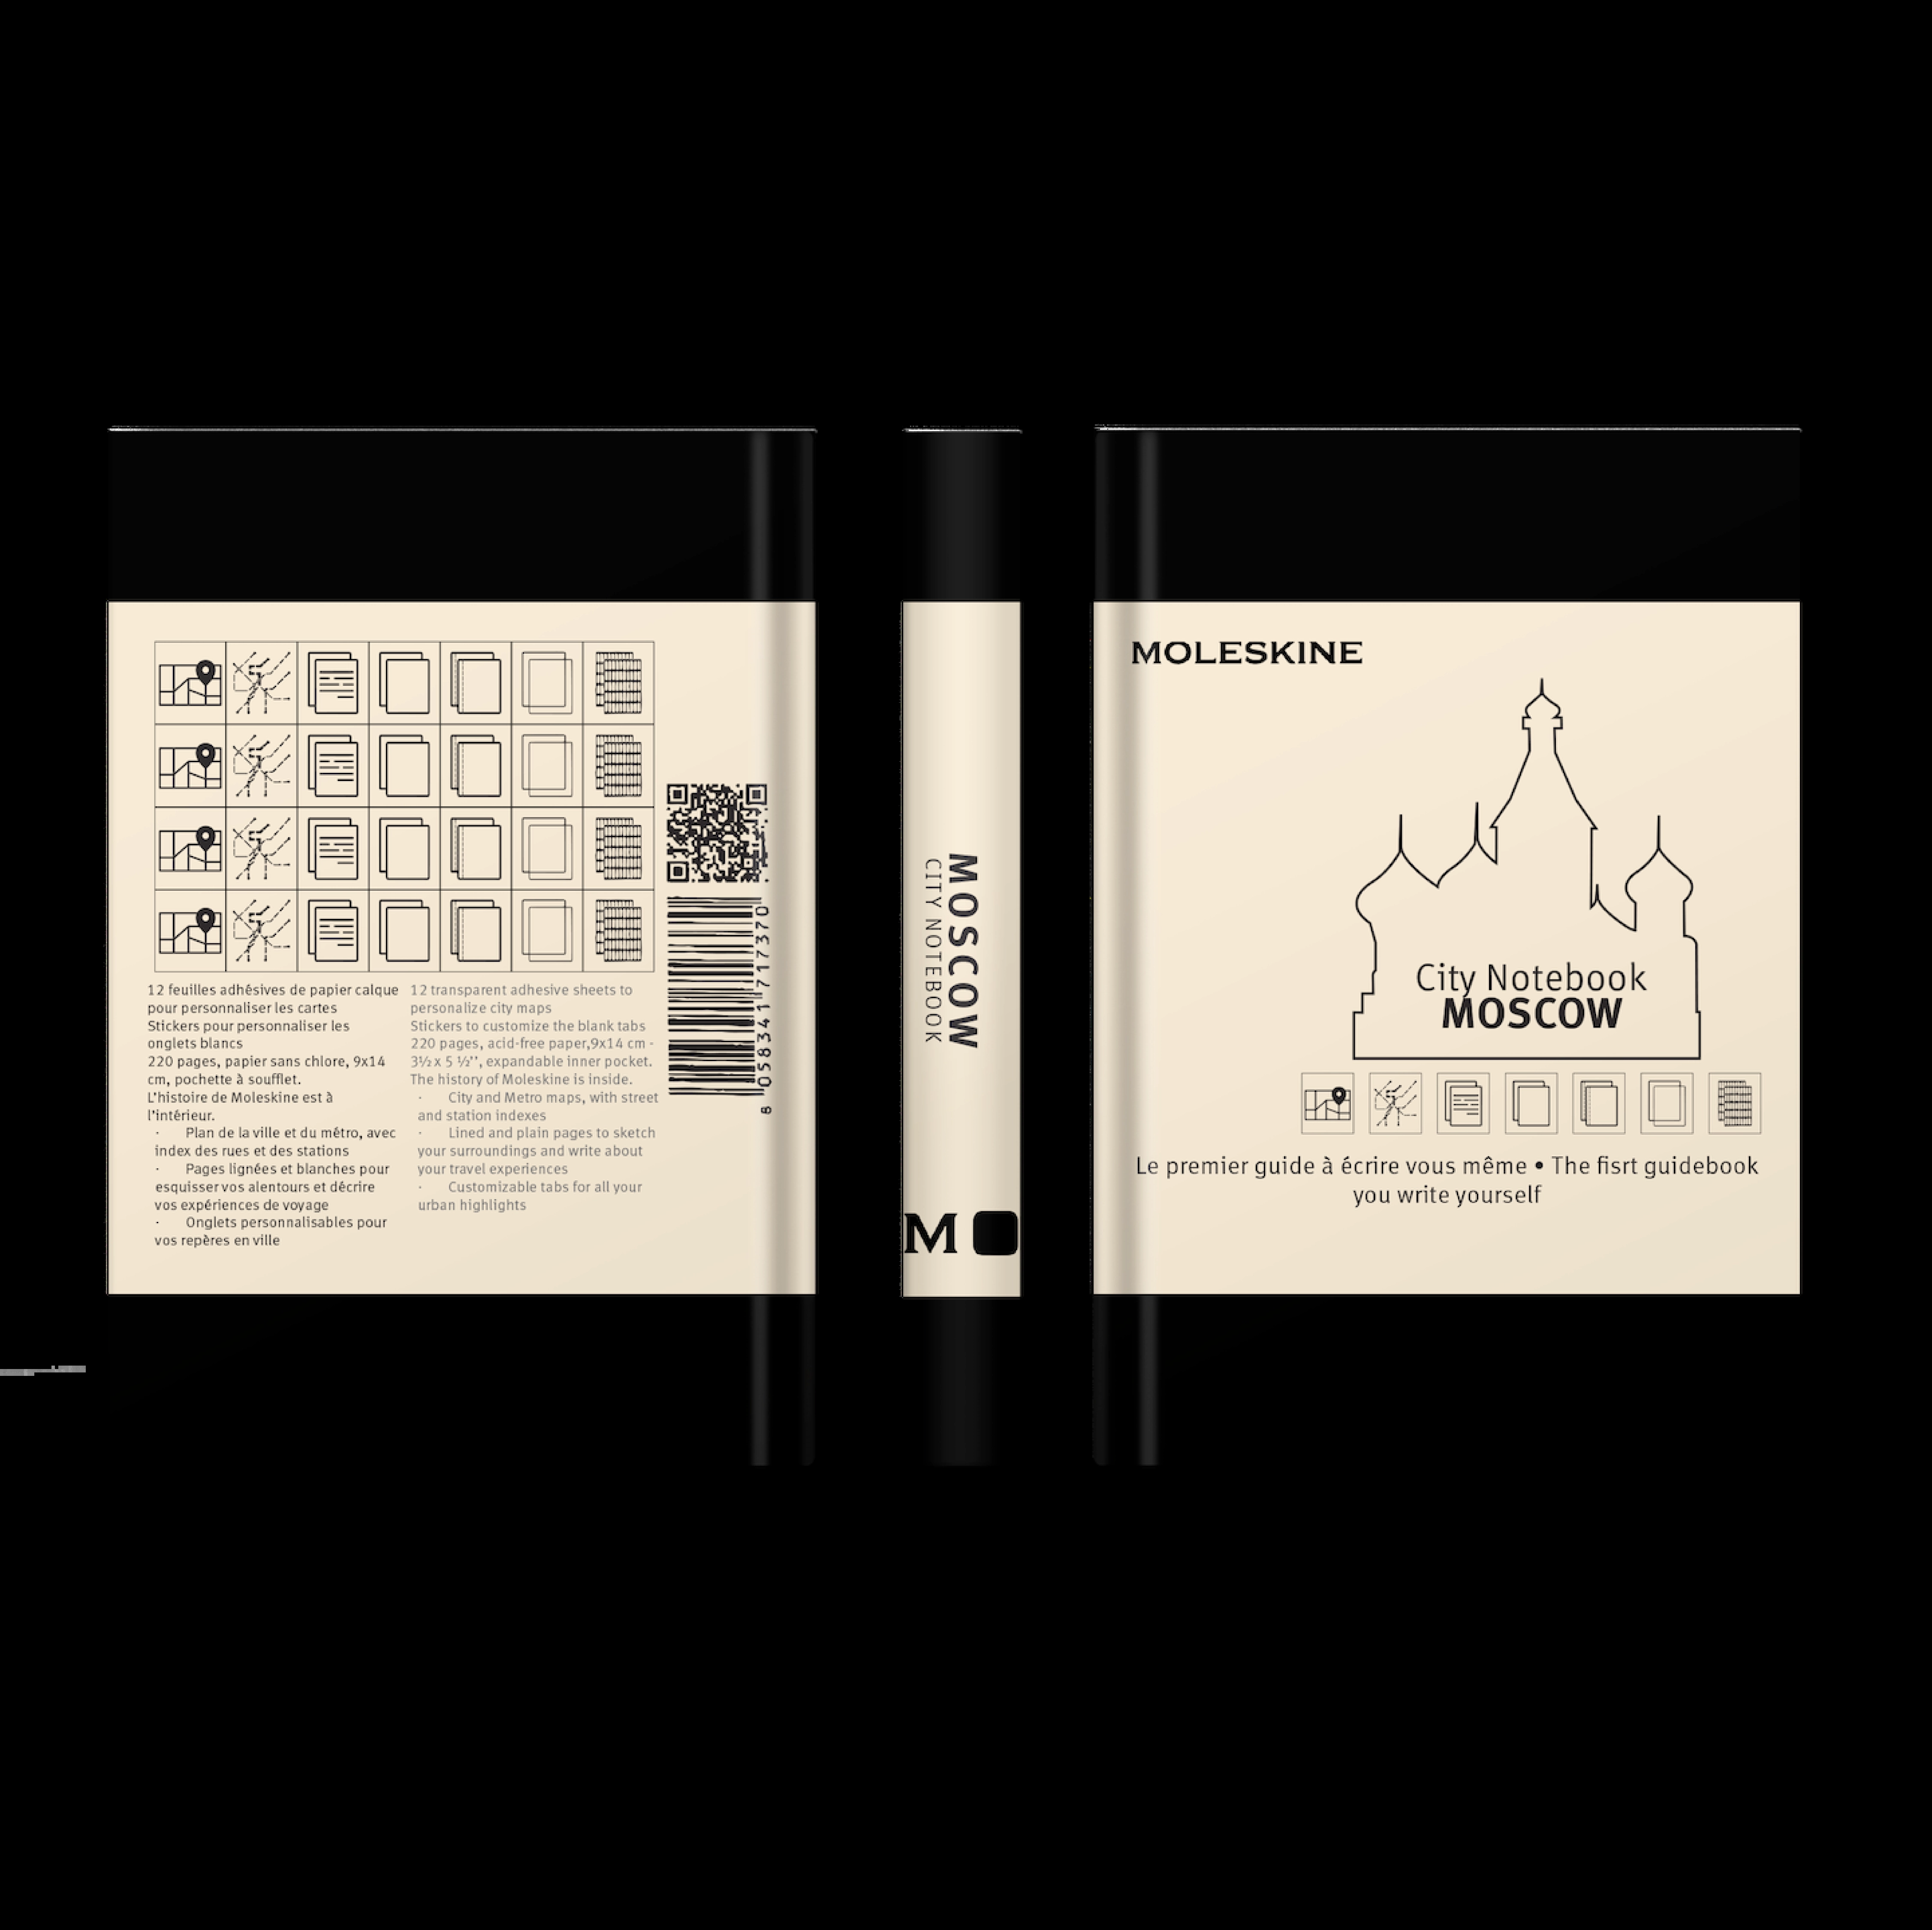 12 feuilles adhésives de papier calque
pour personnaliser les cartes
Stickers pour personnaliser les
onglets blancs
220 pages, papier sans chlore, 9x14
cm, pochette à soufflet.
L'histoire de Moleskine est à
l'intérieur.
· Plan de la ville et du métro, avec
index des rues et des stations
· Pages lignées et blanches pour
esquisser vos alentours et décrire
vos expériences de voyage
· Onglets personnalisables pour
vos repères en ville
12 transparent adhesive sheets to
personalize city maps
Stickers to customize the blank tabs
220 pages, acid-free paper,9x14 cm -
3½ x 5 ½’’, expandable inner pocket.
The history of Moleskine is inside.
· City and Metro maps, with street
and station indexes
· Lined and plain pages to sketch
your surroundings and write about
your travel experiences
· Customizable tabs for all your
urban highlights
8 058341 717370
MOSCOW
CITY NOTEBOOK
M
MOLESKINE
City Notebook
MOSCOW
Le premier guide à écrire vous même • The fisrt guidebook
you write yourself